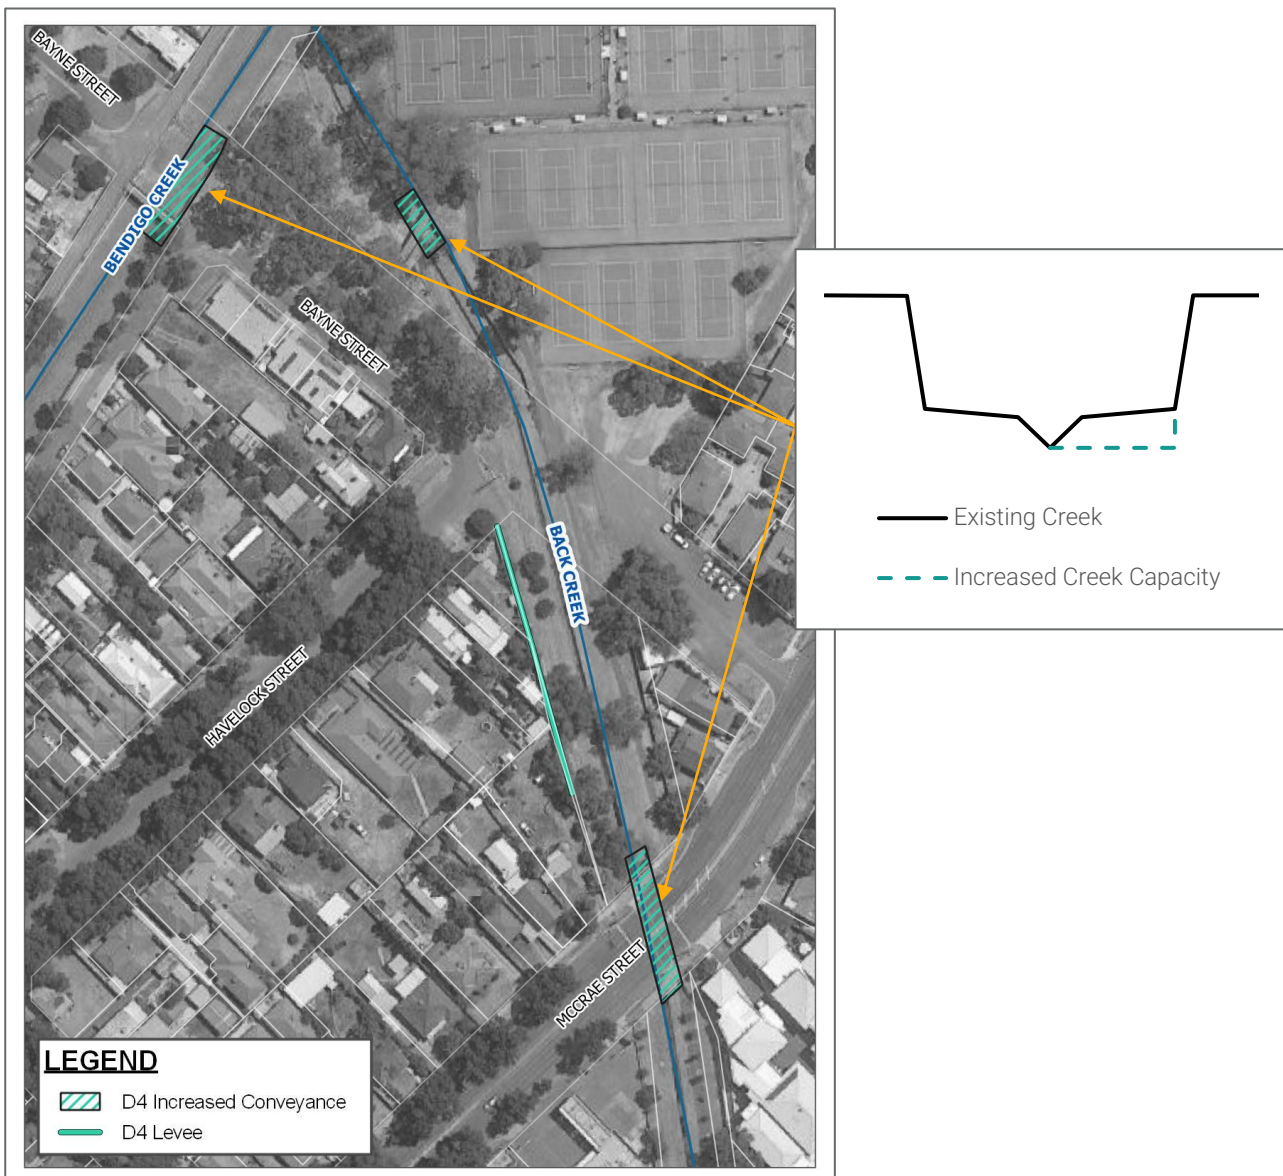 BAYNE STREET
BENDIGO CREEK
BAYNE STREET
BACK CREEK
HAVELOCK STREET
MCCRAE STREET
Existing Creek
Increased Creek Capacity
LEGEND
D4 Increased Conveyance
D4 Levee